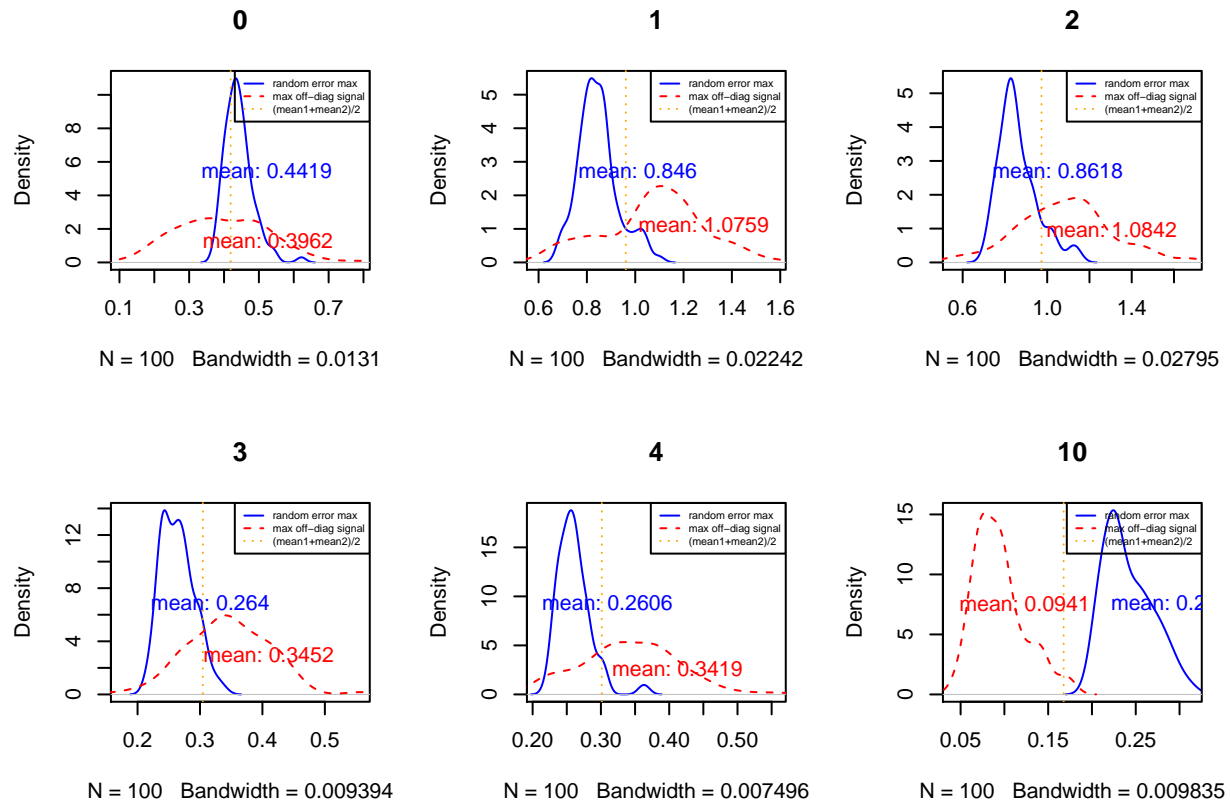 0
Density
0 2 4 6 8
random error max
max off-diag signal
(mean1+mean2)/2
mean: 0.4419
mean: 0.3962
0.1 0.3 0.5 0.7
N = 100 Bandwidth = 0.0131
1
0 1 2 3 4 5
random error max
max off-diag signal
(mean1+mean2)/2
mean: 0.846
mean: 1.0759
0.6 0.8 1.0 1.2 1.4 1.6
N = 100 Bandwidth = 0.02242
2
Density
0 1 2 3 4 5
random error max
max off-diag signal
(mean1+mean2)/2
mean: 0.8618
mean: 1.0842
0.6 1.0 1.4
N = 100 Bandwidth = 0.02795
3
Density
0 4 8 12
random error max
max off-diag signal
(mean1+mean2)/2
mean: 0.264
mean: 0.3452
0.2 0.3 0.4 0.5
N = 100 Bandwidth = 0.009394
4
Density
0 5 10 15
random error max
max off-diag signal
(mean1+mean2)/2
mean: 0.2606
mean: 0.3419
0.20 0.30 0.40 0.50
N = 100 Bandwidth = 0.007496
10
Density
0 5 10 15
random error max
max off-diag signal
(mean1+mean2)/2
mean: 0.0941
mean: 0.2
0.05 0.15 0.25
N = 100 Bandwidth = 0.009835